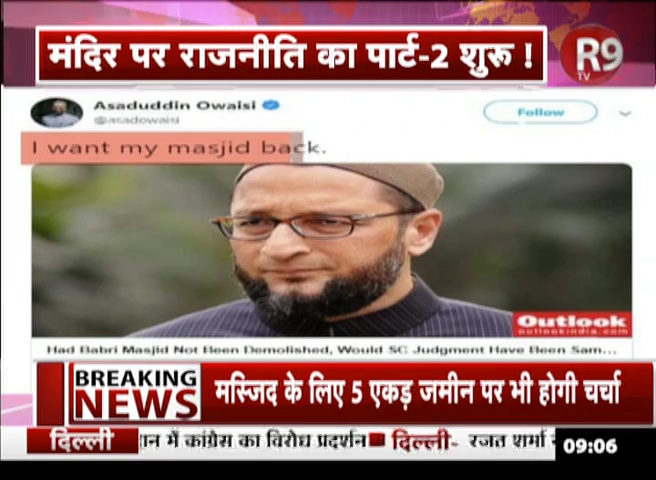 मंदिर पर राजनीति का पार्ट-2 शुरू !
R9
TV
Asaduddin Owaisi
@asadowaisi
Follow
I want my masjid back.
Outlook
outlookindia.com
Had Babri Masjid Not Been Demolished, Would SC Judgment Have Been Sam...
BREAKING
NEWS
मस्जिद के लिए 5 एकड़ जमीन पर भी होगी चर्चा
दिल्ली
में कांग्रेस का विरोध प्रदर्शन
दिल्ली- रजत शर्मा
09:06